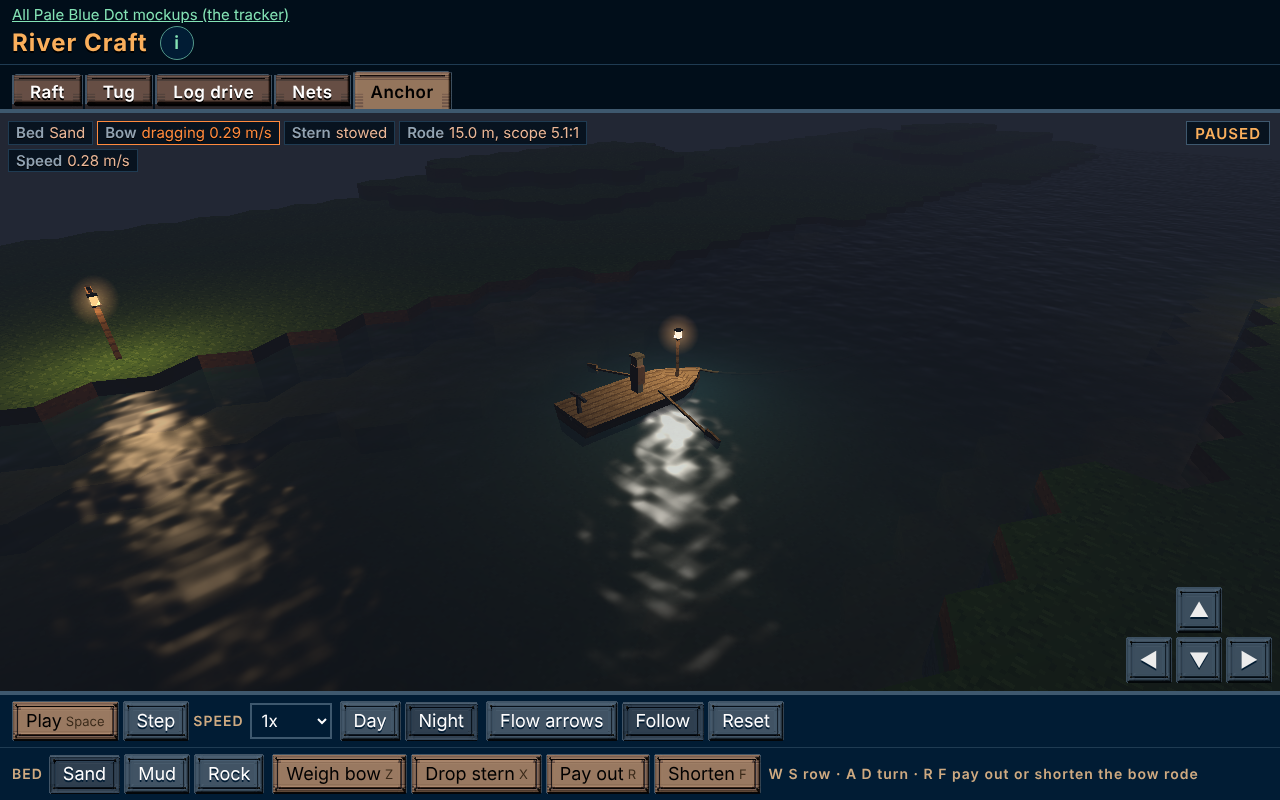 All Pale Blue Dot mockups (the tracker)
River Craft i
Raft Tug Log drive Nets Anchor
Bed Sand Bow dragging 0.29 m/s Stern stowed Rode 15.0 m, scope 5.1:1 PAUSED
Speed 0.28 m/s
Play Space Step SPEED 1x Day Night Flow arrows Follow Reset
BED Sand Mud Rock Weigh bow Z Drop stern X Pay out R Shorten F W S row · A D turn · R F pay out or shorten the bow rode